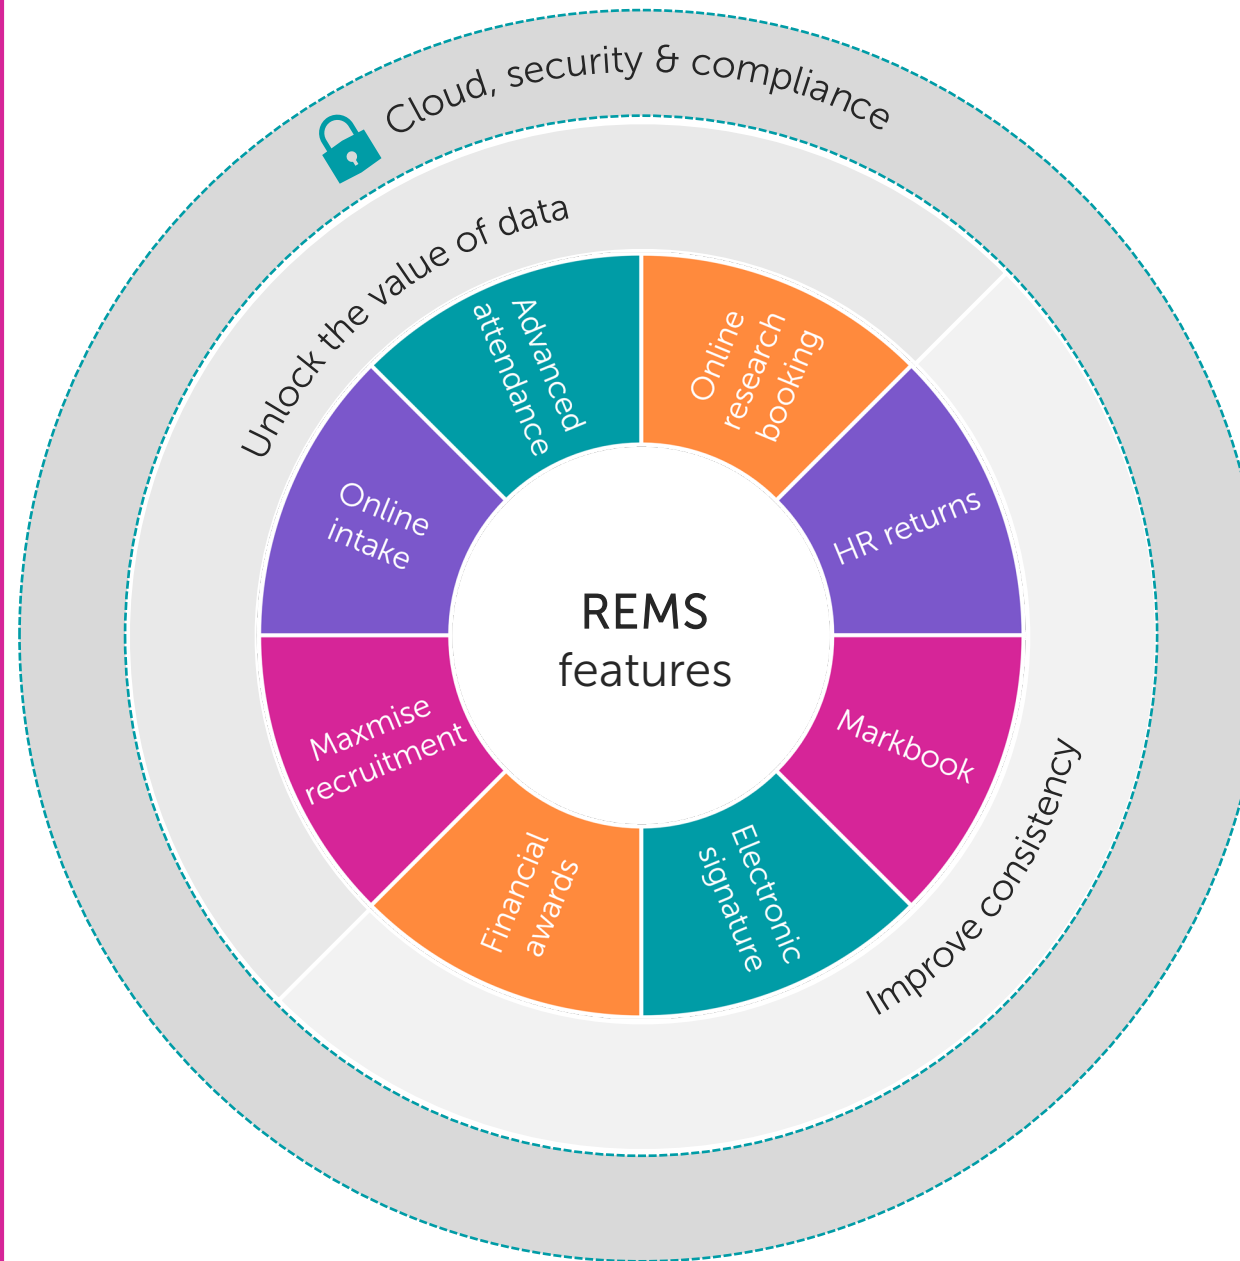 Cloud, security & compliance
Unlock the value of data
Improve consistency
REMS
features
Online
research
booking
HR returns
Markbook
Electronic
signature
Financial
awards
Maxmise
recruitment
Online
intake
Advanced
attendance